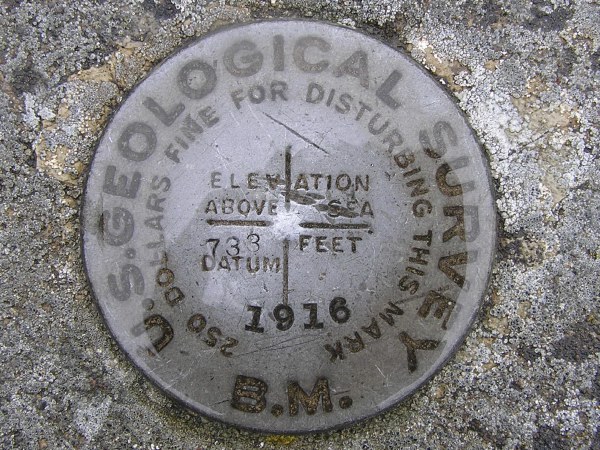 U.S. GEOLOGICAL SURVEY
250 DOLLARS FINE FOR DISTURBING THIS MARK
ELEVATION
ABOVE SEA
733 FEET
DATUM
1916
B.M.